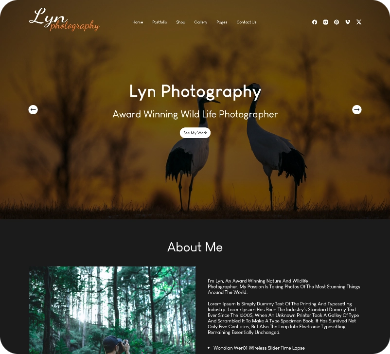 Lyn
photography
Home Portfolio Shop Gallery Pages Contact Us
Lyn Photography
Award Winning Wild Life Photographer
See My Work
About Me
I'm Lyn, An Award Winning Nature And Wildlife
Photographer. My Passion Is Taking Photos Of The Most Stunning Things
Around The World.
Lorem Ipsum Is Simply Dummy Text Of The Printing And Typesetting
Industry. Lorem Ipsum Has Been The Industry's Standard Dummy Text
Ever Since The 1500s, When An Unknown Printer Took A Galley Of Type
And Scrambled It To Make A Type Specimen Book. It Has Survived Not
Only Five Centuries, But Also The Leap Into Electronic Typesetting,
Remaining Essentially Unchanged.
Wireless Slider Time Lapse